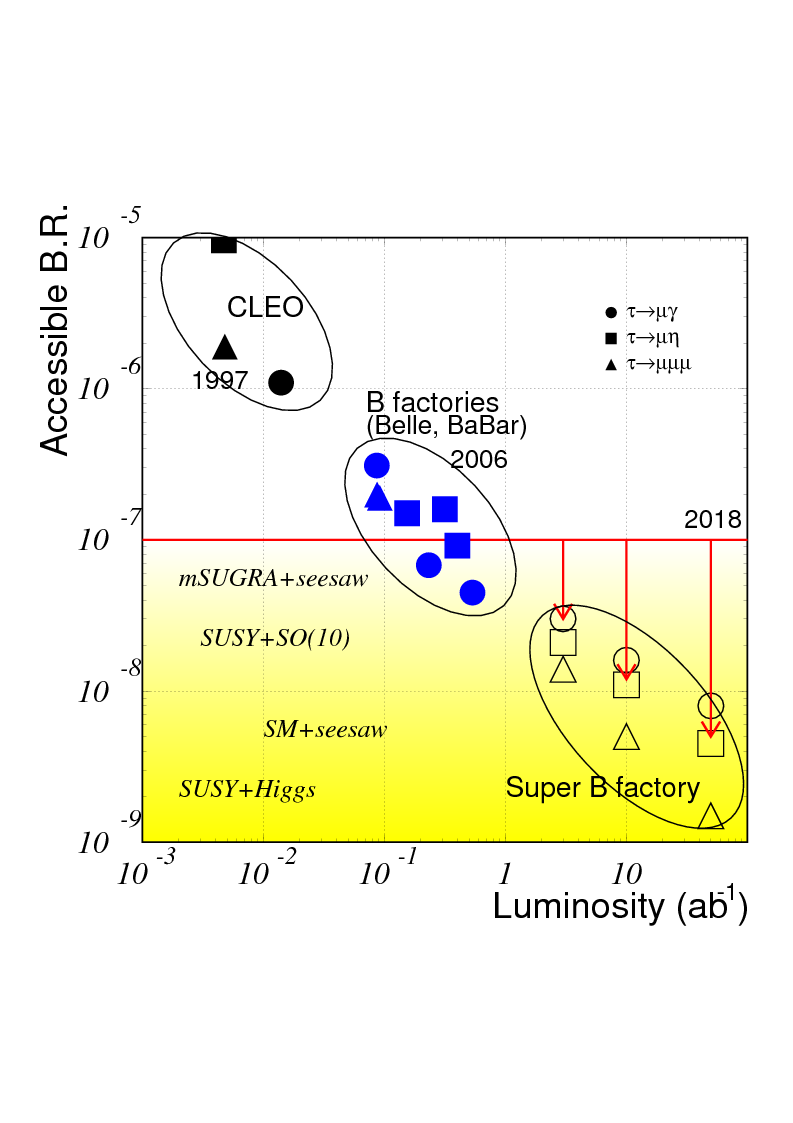 Accessible B.R.
10 -5
10 -6
10 -7
10 -8
10 -9
CLEO
1997
τ→μγ
τ→μη
τ→μμμ
B factories
(Belle, BaBar)
2006
2018
mSUGRA+seesaw
SUSY+SO(10)
SM+seesaw
SUSY+Higgs
Super B factory
10 -3
10 -2
10 -1
1
10
Luminosity (ab-1)